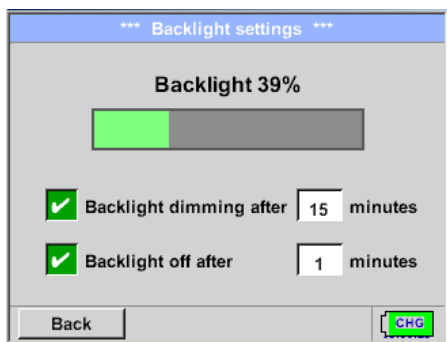 *** Backlight settings ***
Backlight 39%
Backlight dimming after 15 minutes
Backlight off after 1 minutes
Back
CHG